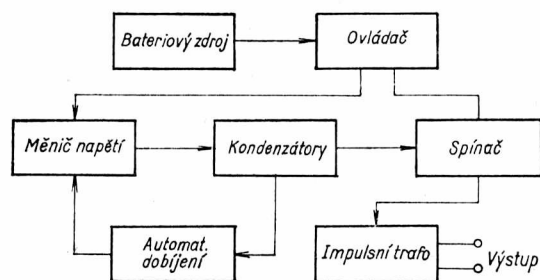 Bateriový zdroj
Ovládač
Měnič napětí
Kondenzátory
Spínač
Automat.
dobíjení
Impulsní trafo
Výstup